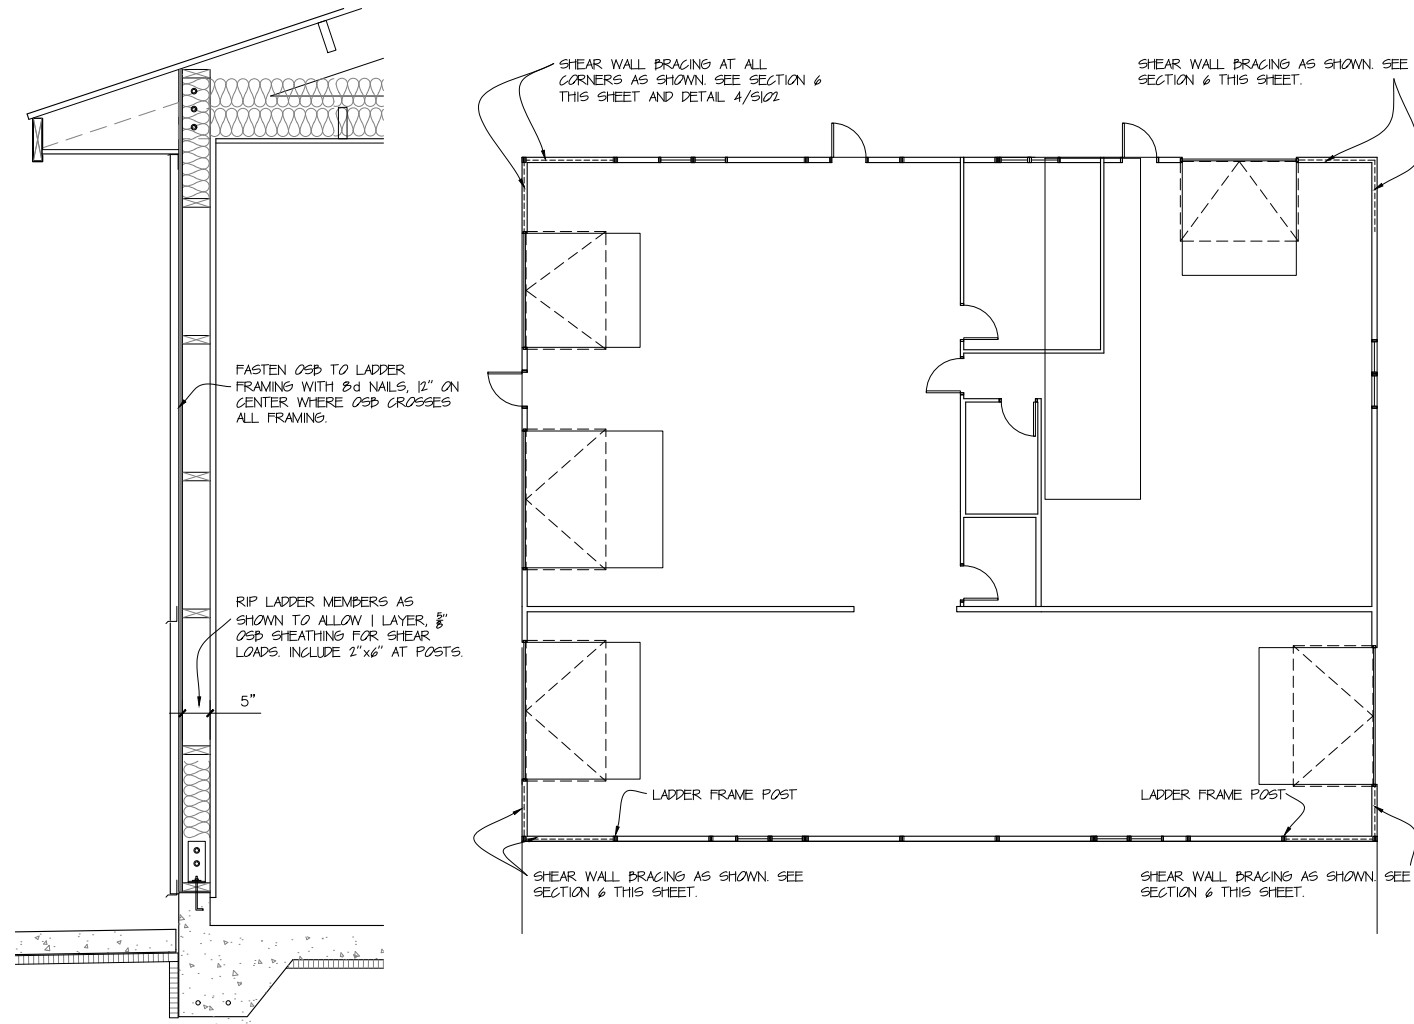 SHEAR WALL BRACING AT ALL
CORNERS AS SHOWN. SEE SECTION 6
THIS SHEET AND DETAIL 4/S102
SHEAR WALL BRACING AS SHOWN. SEE
SECTION 6 THIS SHEET.
FASTEN OSB TO LADDER
FRAMING WITH 8d NAILS, 12" ON
CENTER WHERE OSB CROSSES
ALL FRAMING.
RIP LADDER MEMBERS AS
SHOWN TO ALLOW 1 LAYER, 5/8"
OSB SHEATHING FOR SHEAR
LOADS. INCLUDE 2"x6" AT POSTS.
5"
LADDER FRAME POST
LADDER FRAME POST
SHEAR WALL BRACING AS SHOWN. SEE
SECTION 6 THIS SHEET.
SHEAR WALL BRACING AS SHOWN. SEE
SECTION 6 THIS SHEET.